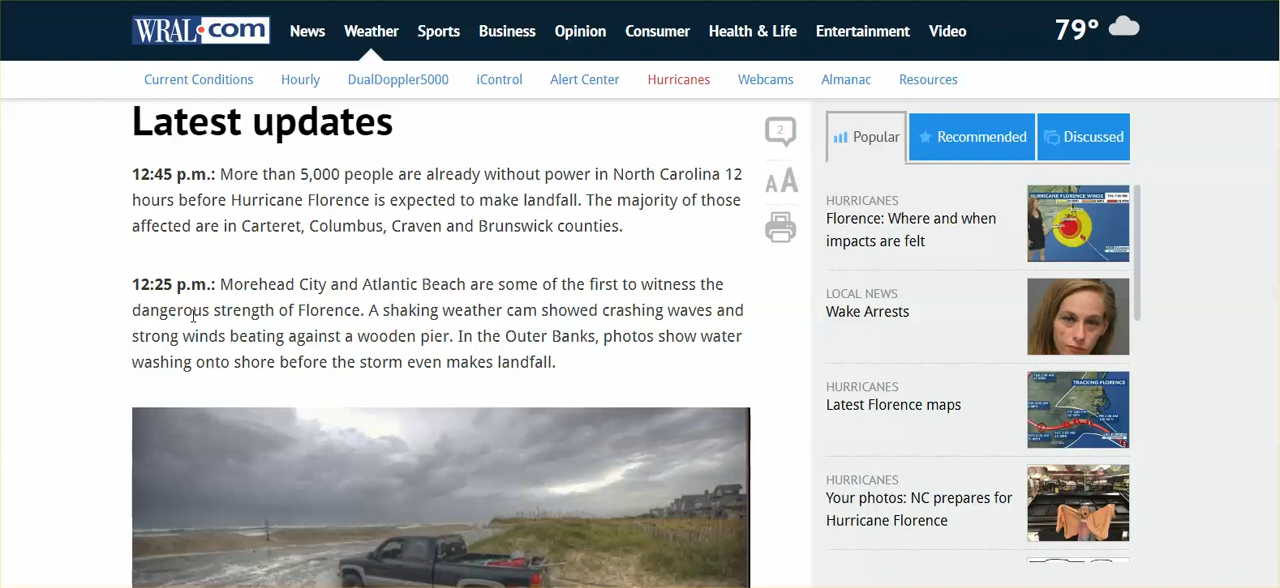 WRAL.com
News Weather Sports Business Opinion Consumer Health & Life Entertainment Video
79°
Current Conditions Hourly DualDoppler5000 iControl Alert Center Hurricanes Webcams Almanac Resources
Latest updates
12:45 p.m.: More than 5,000 people are already without power in North Carolina 12
hours before Hurricane Florence is expected to make landfall. The majority of those
affected are in Carteret, Columbus, Craven and Brunswick counties.
12:25 p.m.: Morehead City and Atlantic Beach are some of the first to witness the
dangerous strength of Florence. A shaking weather cam showed crashing waves and
strong winds beating against a wooden pier. In the Outer Banks, photos show water
washing onto shore before the storm even makes landfall.
2
AA
Popular Recommended Discussed
HURRICANES
Florence: Where and when
impacts are felt
HURRICANE FLORENCE WINDS
LOCAL NEWS
Wake Arrests
HURRICANES
Latest Florence maps
TRACKING FLORENCE
HURRICANES
Your photos: NC prepares for
Hurricane Florence